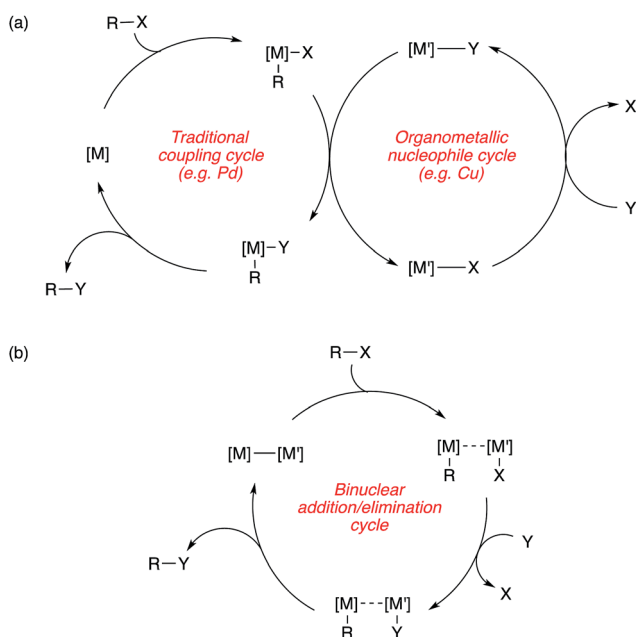 (a)
R–X
[M]–X
R
[M']—Y
X
Traditional
coupling cycle
(e.g. Pd)
Organometallic
nucleophile cycle
(e.g. Cu)
[M]
Y
[M]–Y
R
[M']—X
R–Y
(b)
R–X
[M]—[M']
[M]---[M']
R X
Binuclear
addition/elimination
cycle
Y
R–Y
X
[M]---[M']
R Y